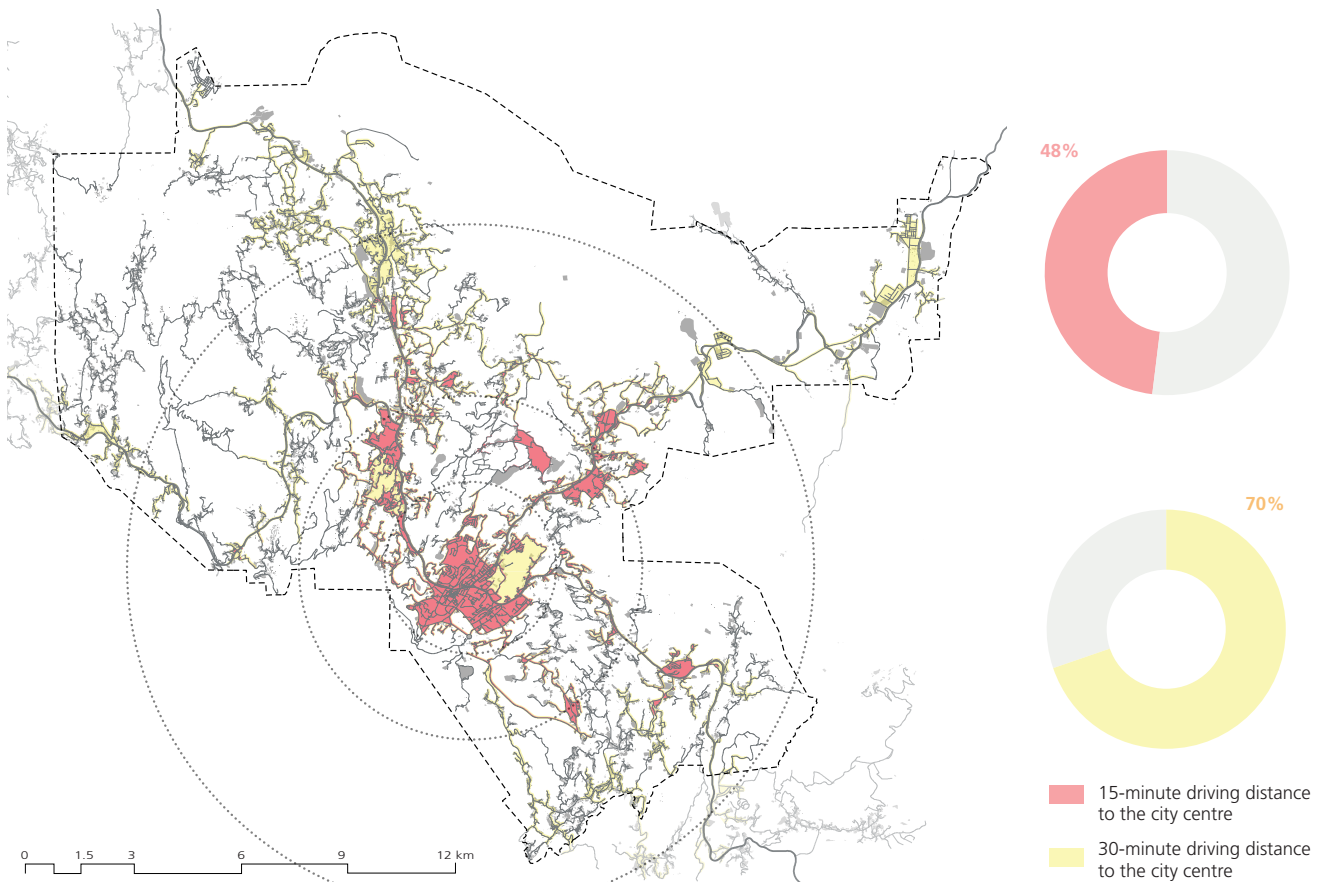 48%
70%
15-minute driving distance
to the city centre
30-minute driving distance
to the city centre
0 1.5 3 6 9 12 km